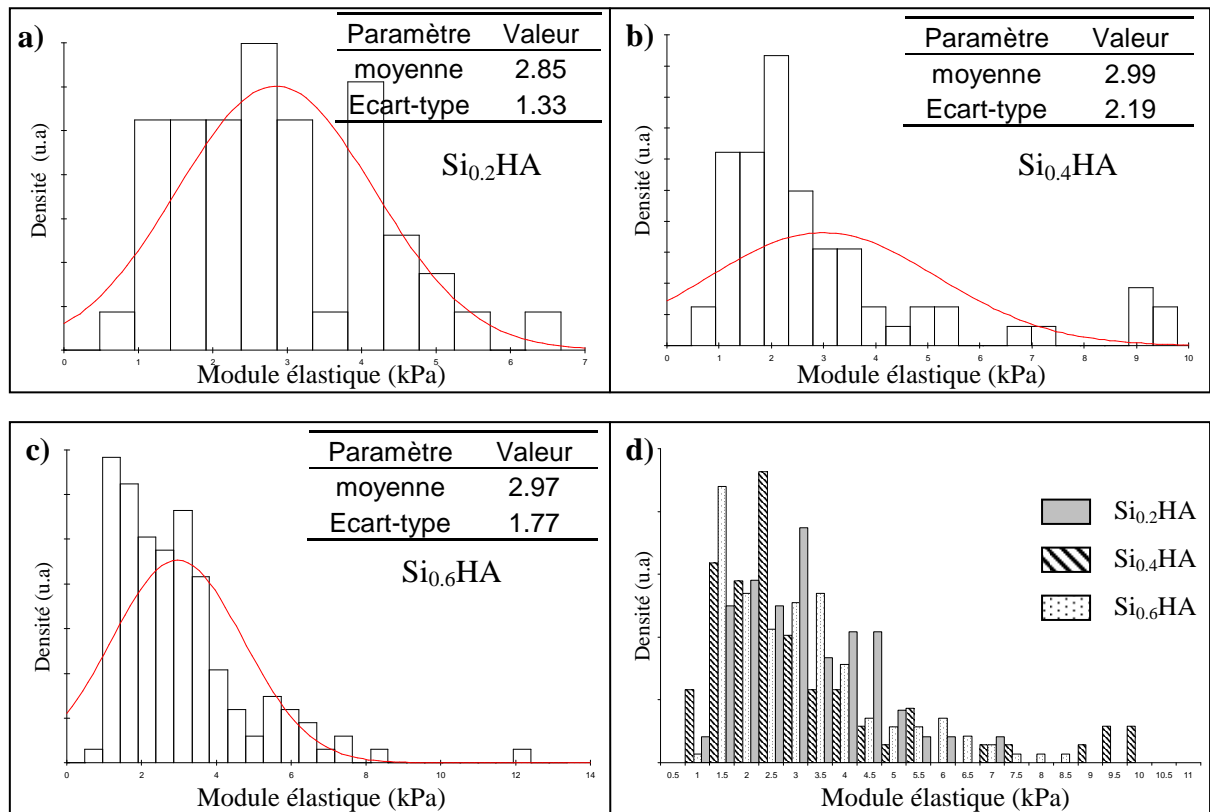 a)
Paramètre Valeur
moyenne 2.85
Ecart-type 1.33
Si0.2HA
Densité (u.a)
0 1 2 3 4 5 6 7
Module élastique (kPa)
b)
Paramètre Valeur
moyenne 2.99
Ecart-type 2.19
Si0.4HA
Densité (u.a)
0 1 2 3 4 5 6 7 8 9 10
Module élastique (kPa)
c)
Paramètre Valeur
moyenne 2.97
Ecart-type 1.77
Si0.6HA
Densité (u.a)
0 2 4 6 8 10 12 14
Module élastique (kPa)
d)
Si0.2HA
Si0.4HA
Si0.6HA
Densité (u.a)
0.5 1 1.5 2 2.5 3 3.5 4 4.5 5 5.5 6 6.5 7 7.5 8 8.5 9 9.5 10 10.5 11
Module élastique (kPa)